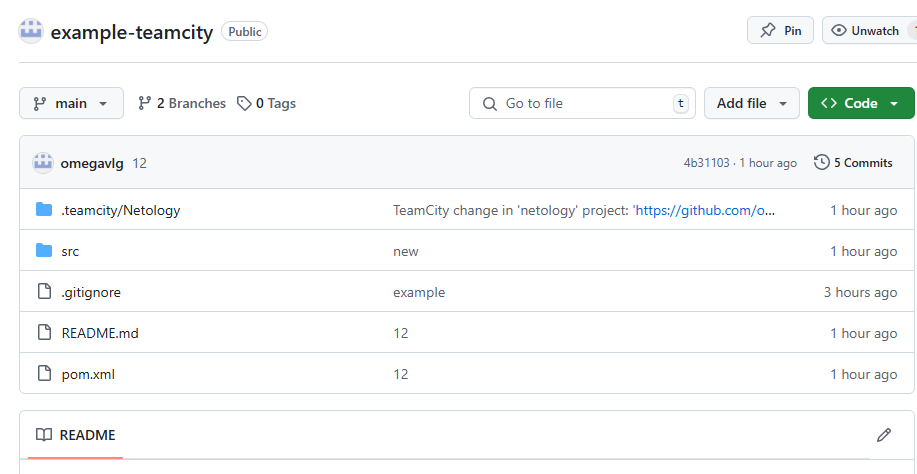 example-teamcity Public Pin Unwatch
main 2 Branches 0 Tags Go to file t Add file Code
omegavlg 12 4b31103 · 1 hour ago 5 Commits
.teamcity/Netology TeamCity change in 'netology' project: 'https://github.com/o... 1 hour ago
src new 1 hour ago
.gitignore example 3 hours ago
README.md 12 1 hour ago
pom.xml 12 1 hour ago
README